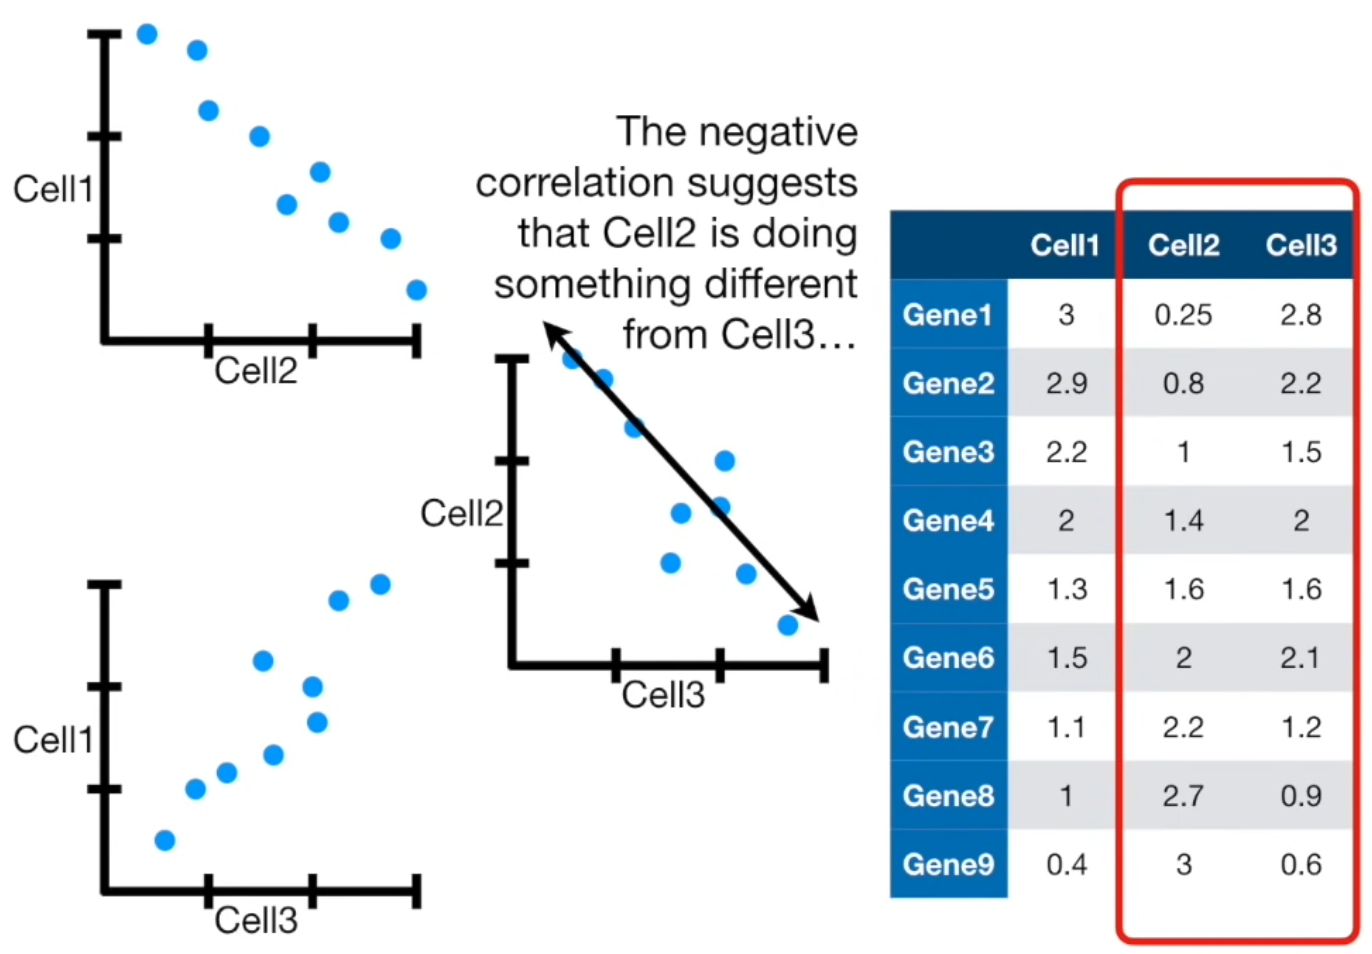 Cell1
Cell2
The negative
correlation suggests
that Cell2 is doing
something different
from Cell3...
Cell2
Cell3
Cell1
Cell3
Cell1 Cell2 Cell3
Gene1 3 0.25 2.8
Gene2 2.9 0.8 2.2
Gene3 2.2 1 1.5
Gene4 2 1.4 2
Gene5 1.3 1.6 1.6
Gene6 1.5 2 2.1
Gene7 1.1 2.2 1.2
Gene8 1 2.7 0.9
Gene9 0.4 3 0.6